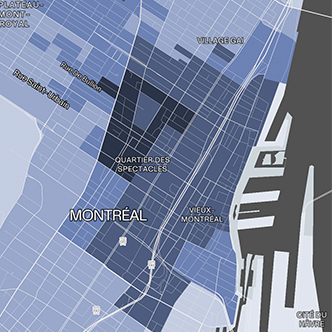 PLATEAU-
MONT-
ROYAL
VILLAGE GAI
Rue De Bullion
Rue Saint-Urbain
QUARTIER DES
SPECTACLES
MONTRÉAL
VIEUX-
MONTRÉAL
CITÉ DU
HÂVRE